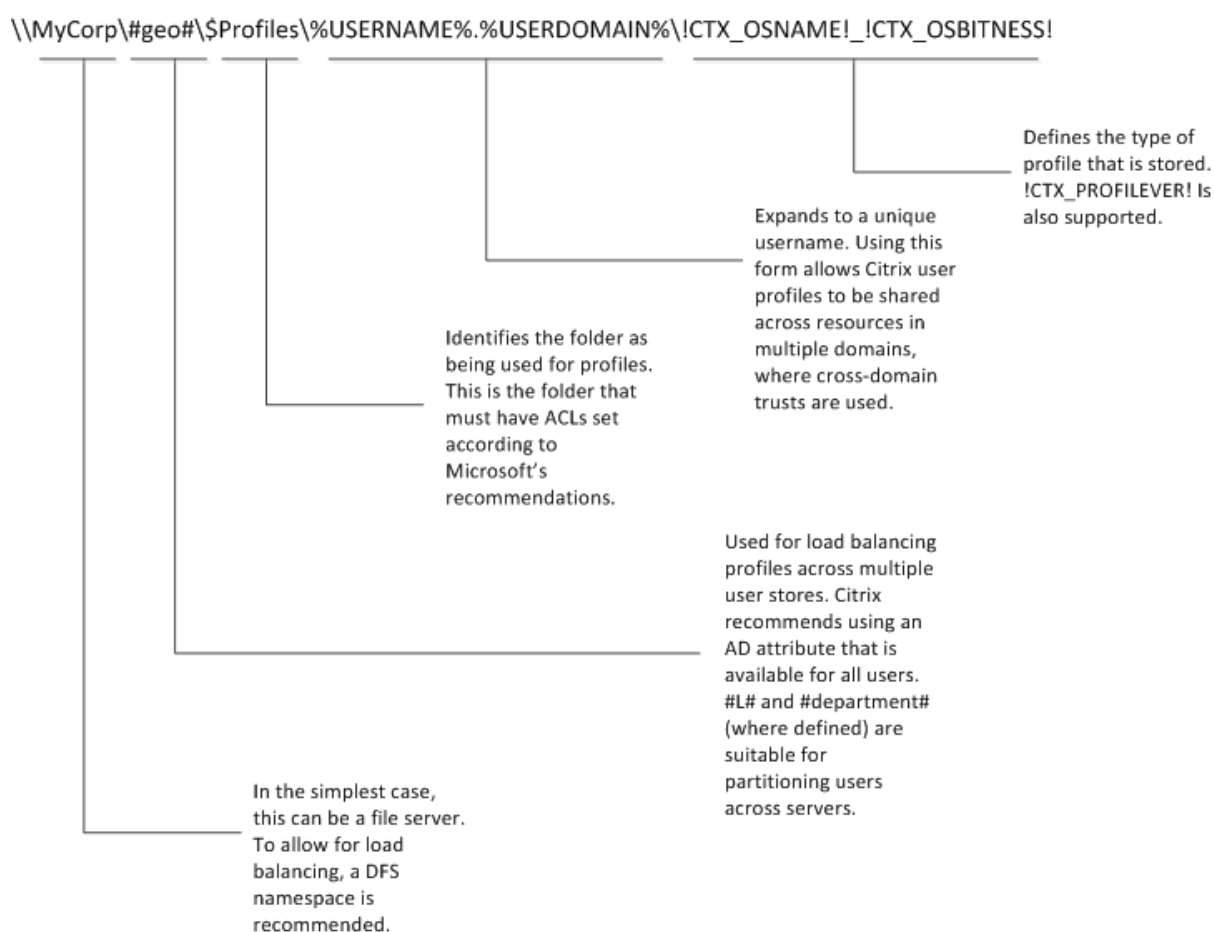 \\MyCorp\#geo#\$Profiles\%USERNAME%.%USERDOMAIN%\!CTX_OSNAME!_!CTX_OSBITNESS!
Defines the type of
profile that is stored.
!CTX_PROFILEVER! Is
also supported.
Expands to a unique
username. Using this
form allows Citrix user
profiles to be shared
across resources in
multiple domains,
where cross-domain
trusts are used.
Identifies the folder as
being used for profiles.
This is the folder that
must have ACLs set
according to
Microsoft’s
recommendations.
Used for load balancing
profiles across multiple
user stores. Citrix
recommends using an
AD attribute that is
available for all users.
#L# and #department#
(where defined) are
suitable for
partitioning users
across servers.
In the simplest case,
this can be a file server.
To allow for load
balancing, a DFS
namespace is
recommended.